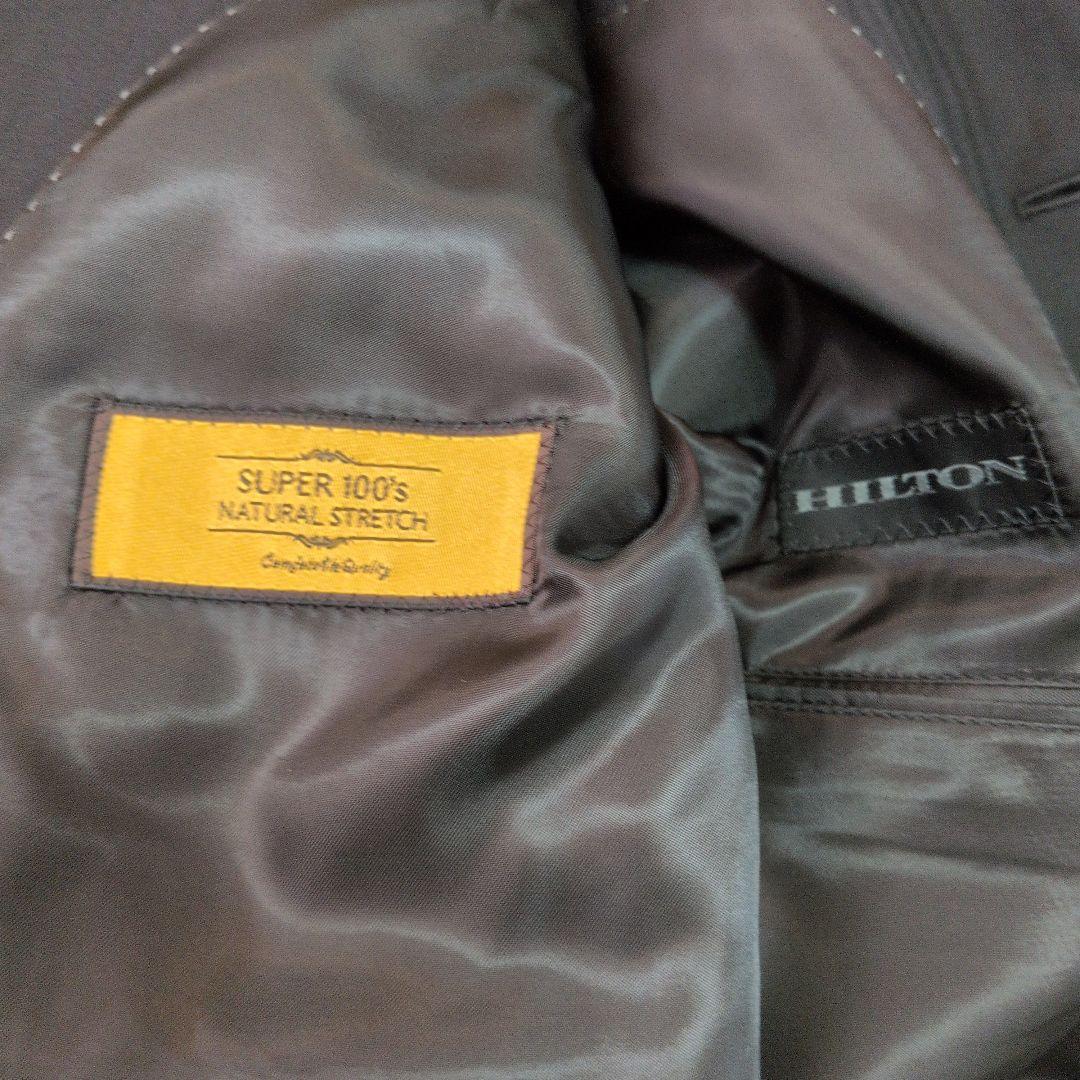 SUPER 100's
NATURAL STRETCH
Comfort & Quality
HILTON